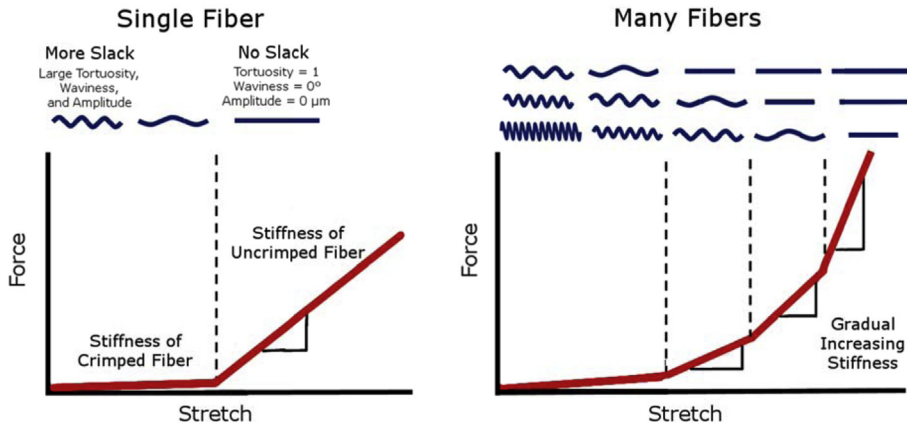 Single Fiber
More Slack
Large Tortuosity,
Waviness,
and Amplitude
No Slack
Tortuosity = 1
Waviness = 0°
Amplitude = 0 µm
Force
Stiffness of
Uncrimped Fiber
Stiffness of
Crimped Fiber
Stretch
Many Fibers
Force
Gradual
Increasing
Stiffness
Stretch